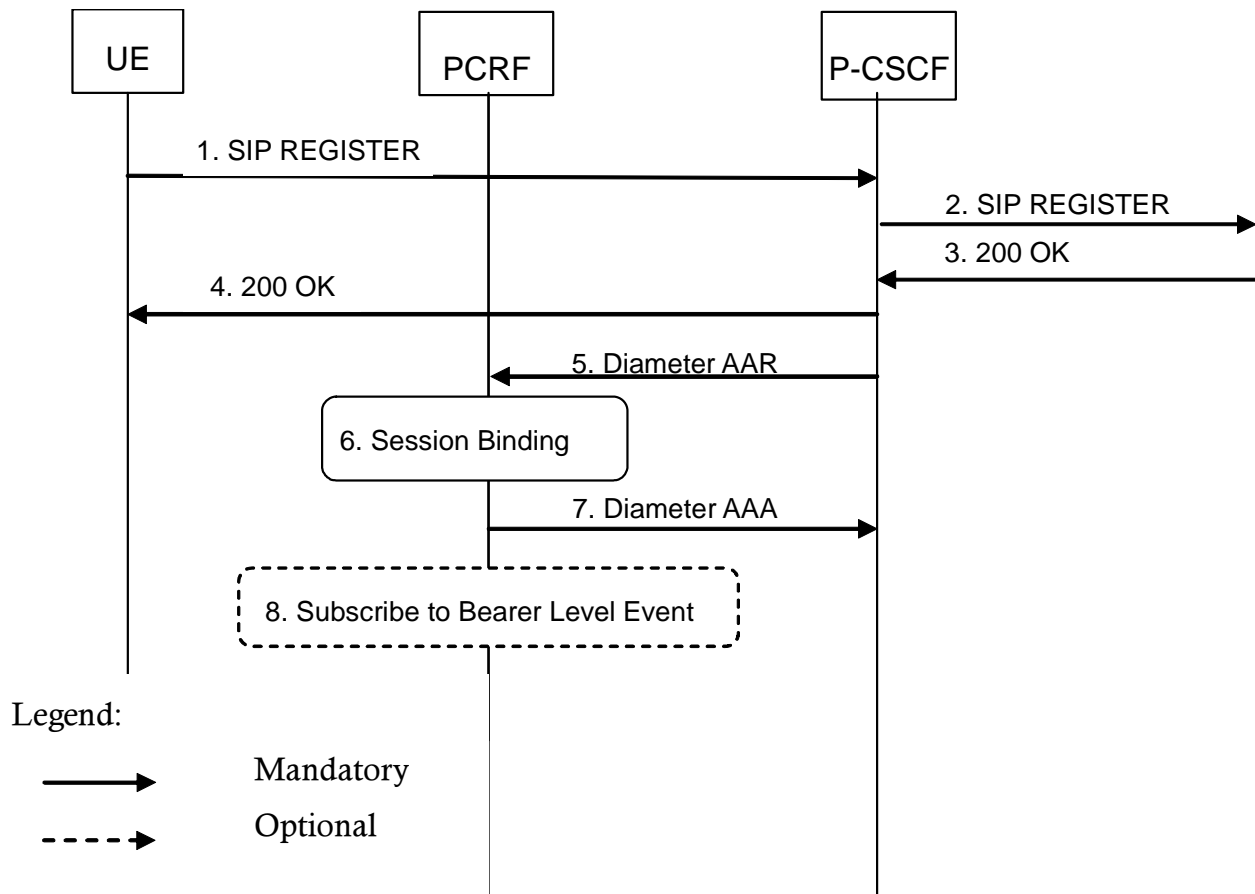 UE
PCRF
P-CSCF
1. SIP REGISTER
2. SIP REGISTER
3. 200 OK
4. 200 OK
5. Diameter AAR
6. Session Binding
7. Diameter AAA
8. Subscribe to Bearer Level Event
Legend:
Mandatory
Optional